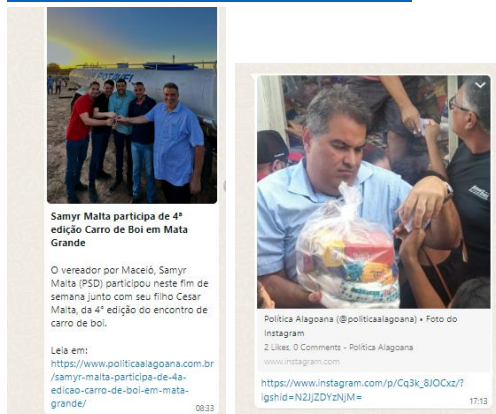 POTÁVEL
Samyr Malta participa de 4ª
edição Carro de Boi em Mata
Grande
O vereador por Maceió, Samyr
Malta (PSD) participou neste fim de
semana junto com seu filho Cesar
Malta, da 4ª edição do encontro de
carro de boi.
Leia em:
https://www.politicaalagoana.com.br
/samyr-malta-participa-de-4a-
edicao-carro-de-boi-em-mata-
grande/
08:33
Política Alagoana (@politicaalagoana) • Foto do
Instagram
2 Likes, 0 Comments - Política Alagoana
www.instagram.com
https://www.instagram.com/p/Cq3k_8JOCxz/?
igshid=N2JjZDYzNjM=
17:13